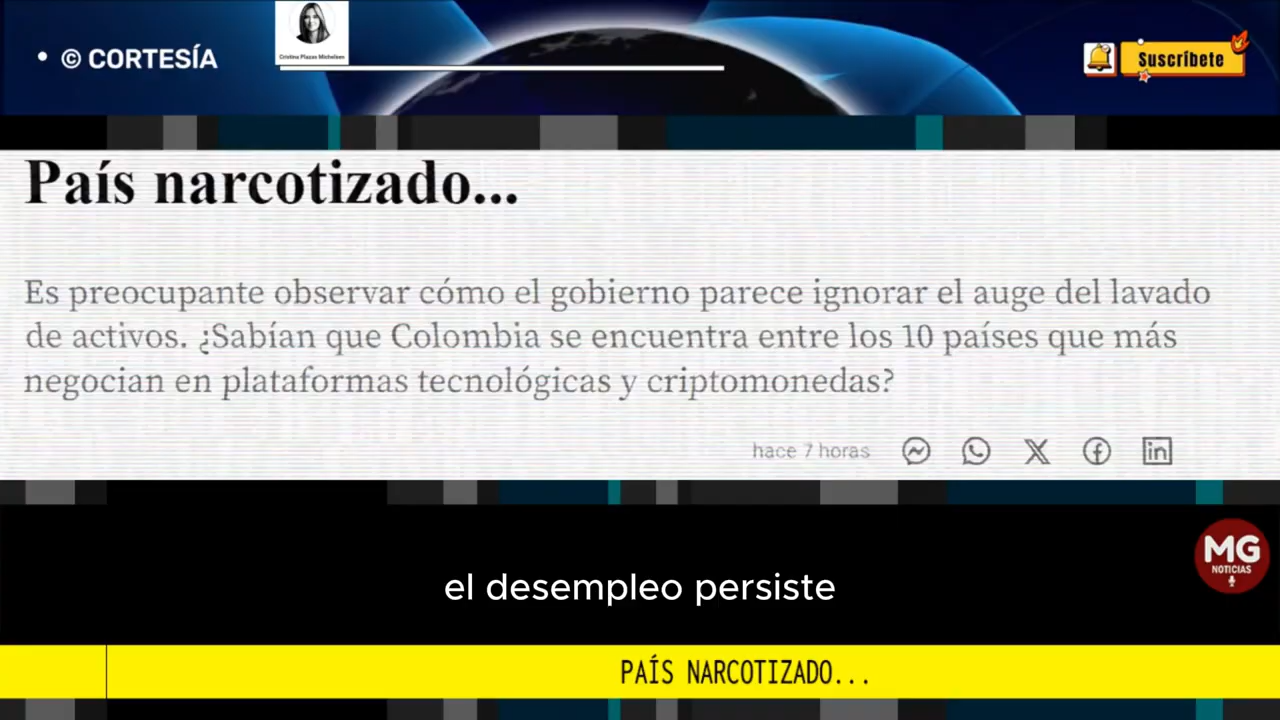 • © CORTESÍA
Cristina Plazas Michelsen
Suscríbete
País narcotizado...
Es preocupante observar cómo el gobierno parece ignorar el auge del lavado
de activos. ¿Sabían que Colombia se encuentra entre los 10 países que más
negocian en plataformas tecnológicas y criptomonedas?
hace 7 horas
MG
NOTICIAS
el desempleo persiste
PAÍS NARCOTIZADO...